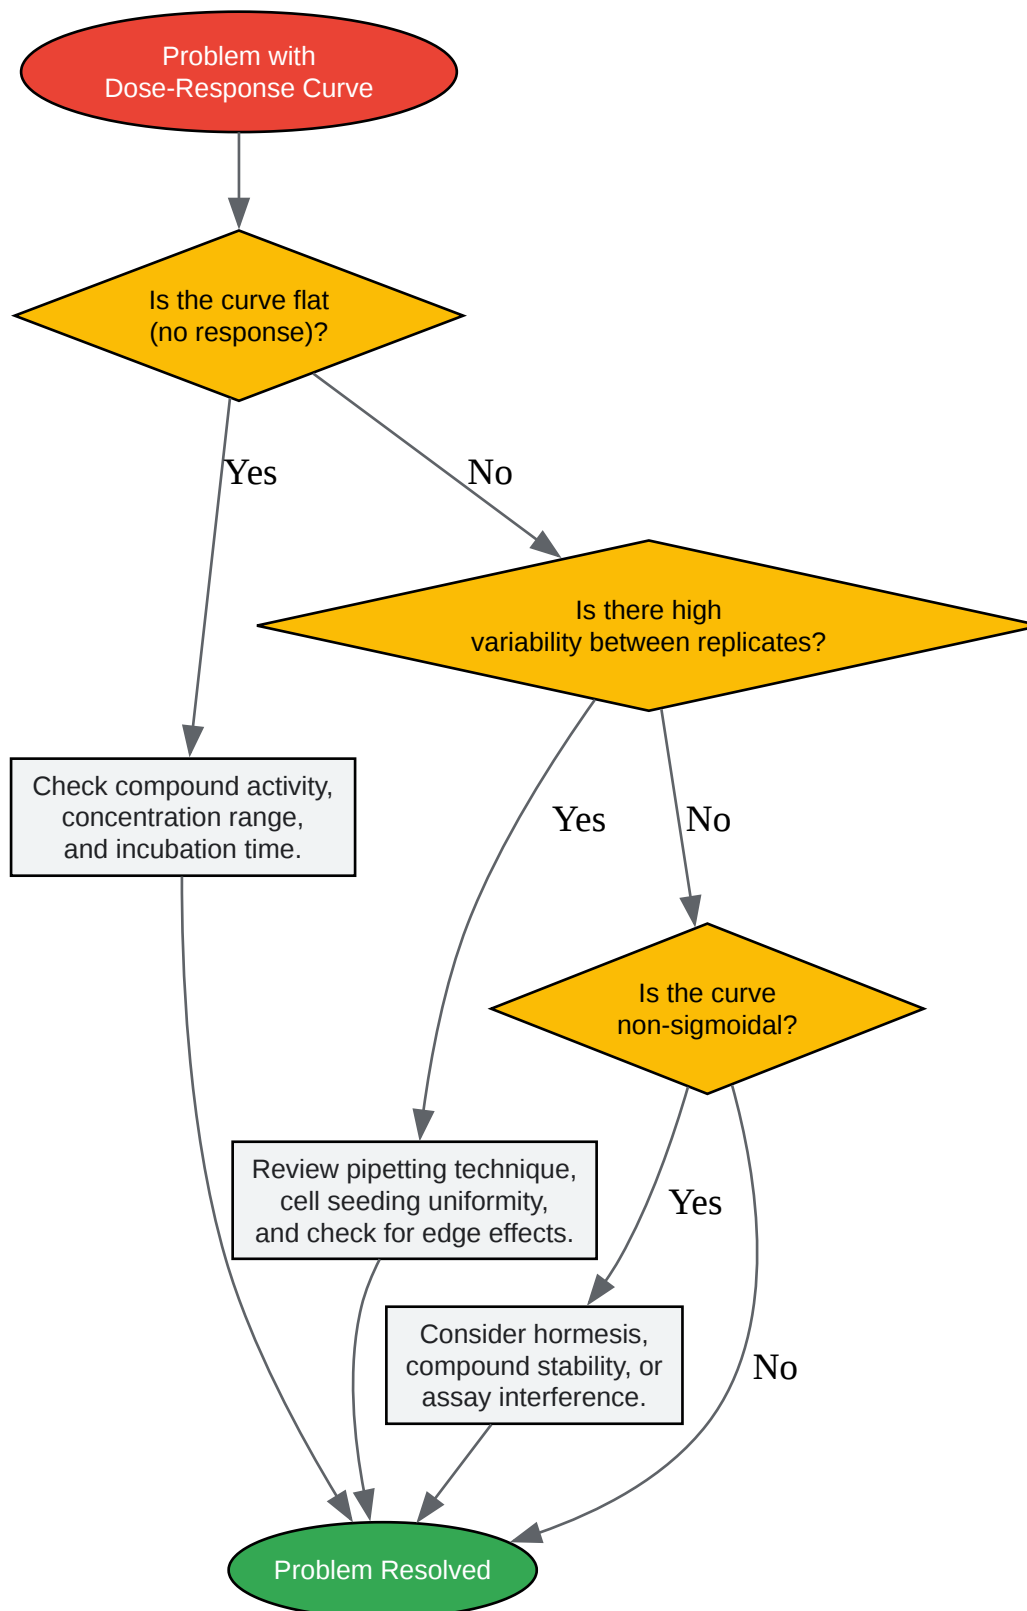 Problem with
Dose-Response Curve
Is the curve flat
(no response)?
Yes
No
Is there high
variability between replicates?
Check compound activity,
concentration range,
and incubation time.
Yes
No
Is the curve
non-sigmoidal?
Review pipetting technique,
cell seeding uniformity,
and check for edge effects.
Yes
Consider hormesis,
compound stability, or
assay interference.
No
Problem Resolved